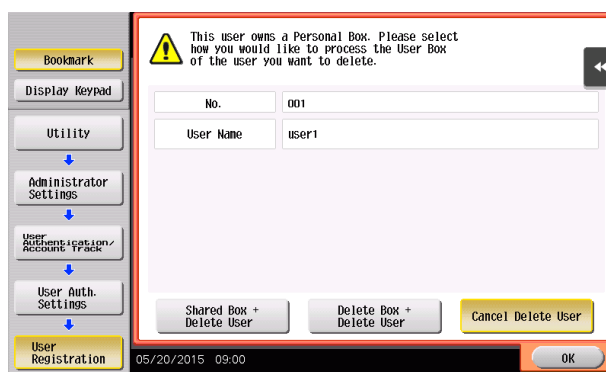 This user owns a Personal Box. Please select
how you would like to process the User Box
of the user you want to delete.
Bookmark
Display Keypad
Utility
Administrator
Settings
User
Authentication/
Account Track
User Auth.
Settings
User
Registration
No.
001
User Name
user1
Shared Box +
Delete User
Delete Box +
Delete User
Cancel Delete User
05/20/2015 09:00
OK